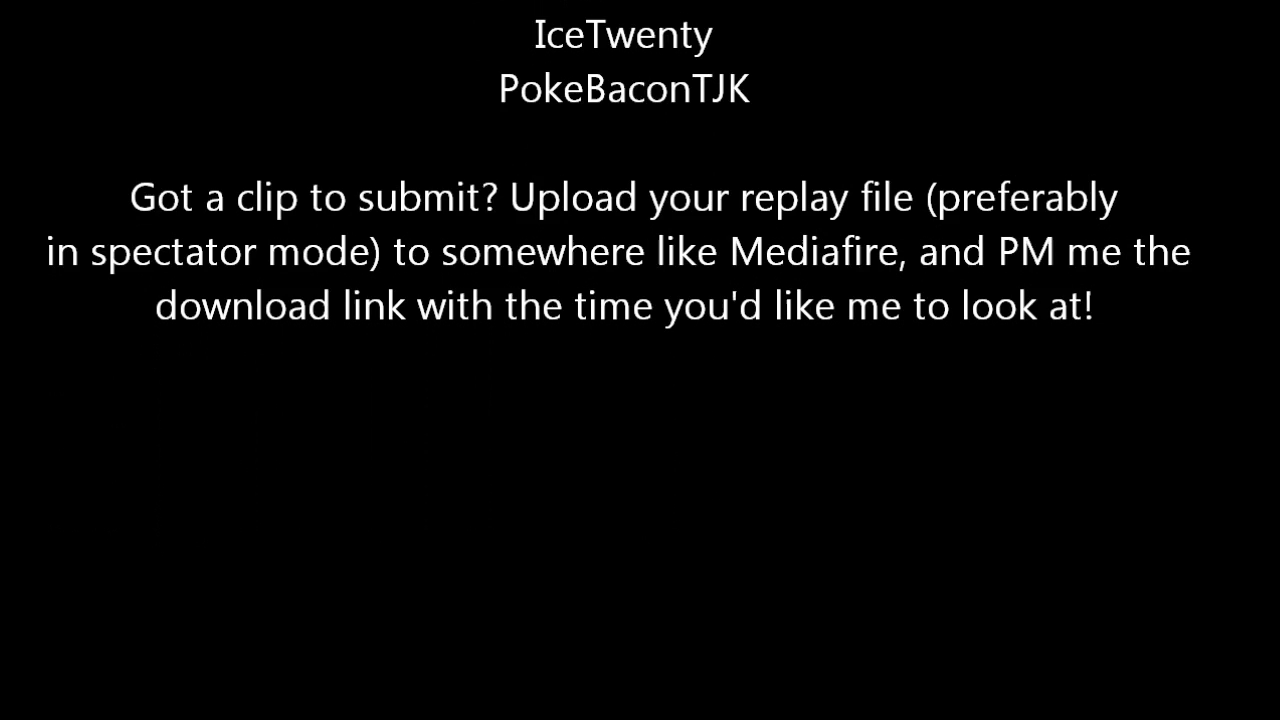 IceTwenty
PokeBaconTJK
Got a clip to submit? Upload your replay file (preferably
in spectator mode) to somewhere like Mediafire, and PM me the
download link with the time you'd like me to look at!